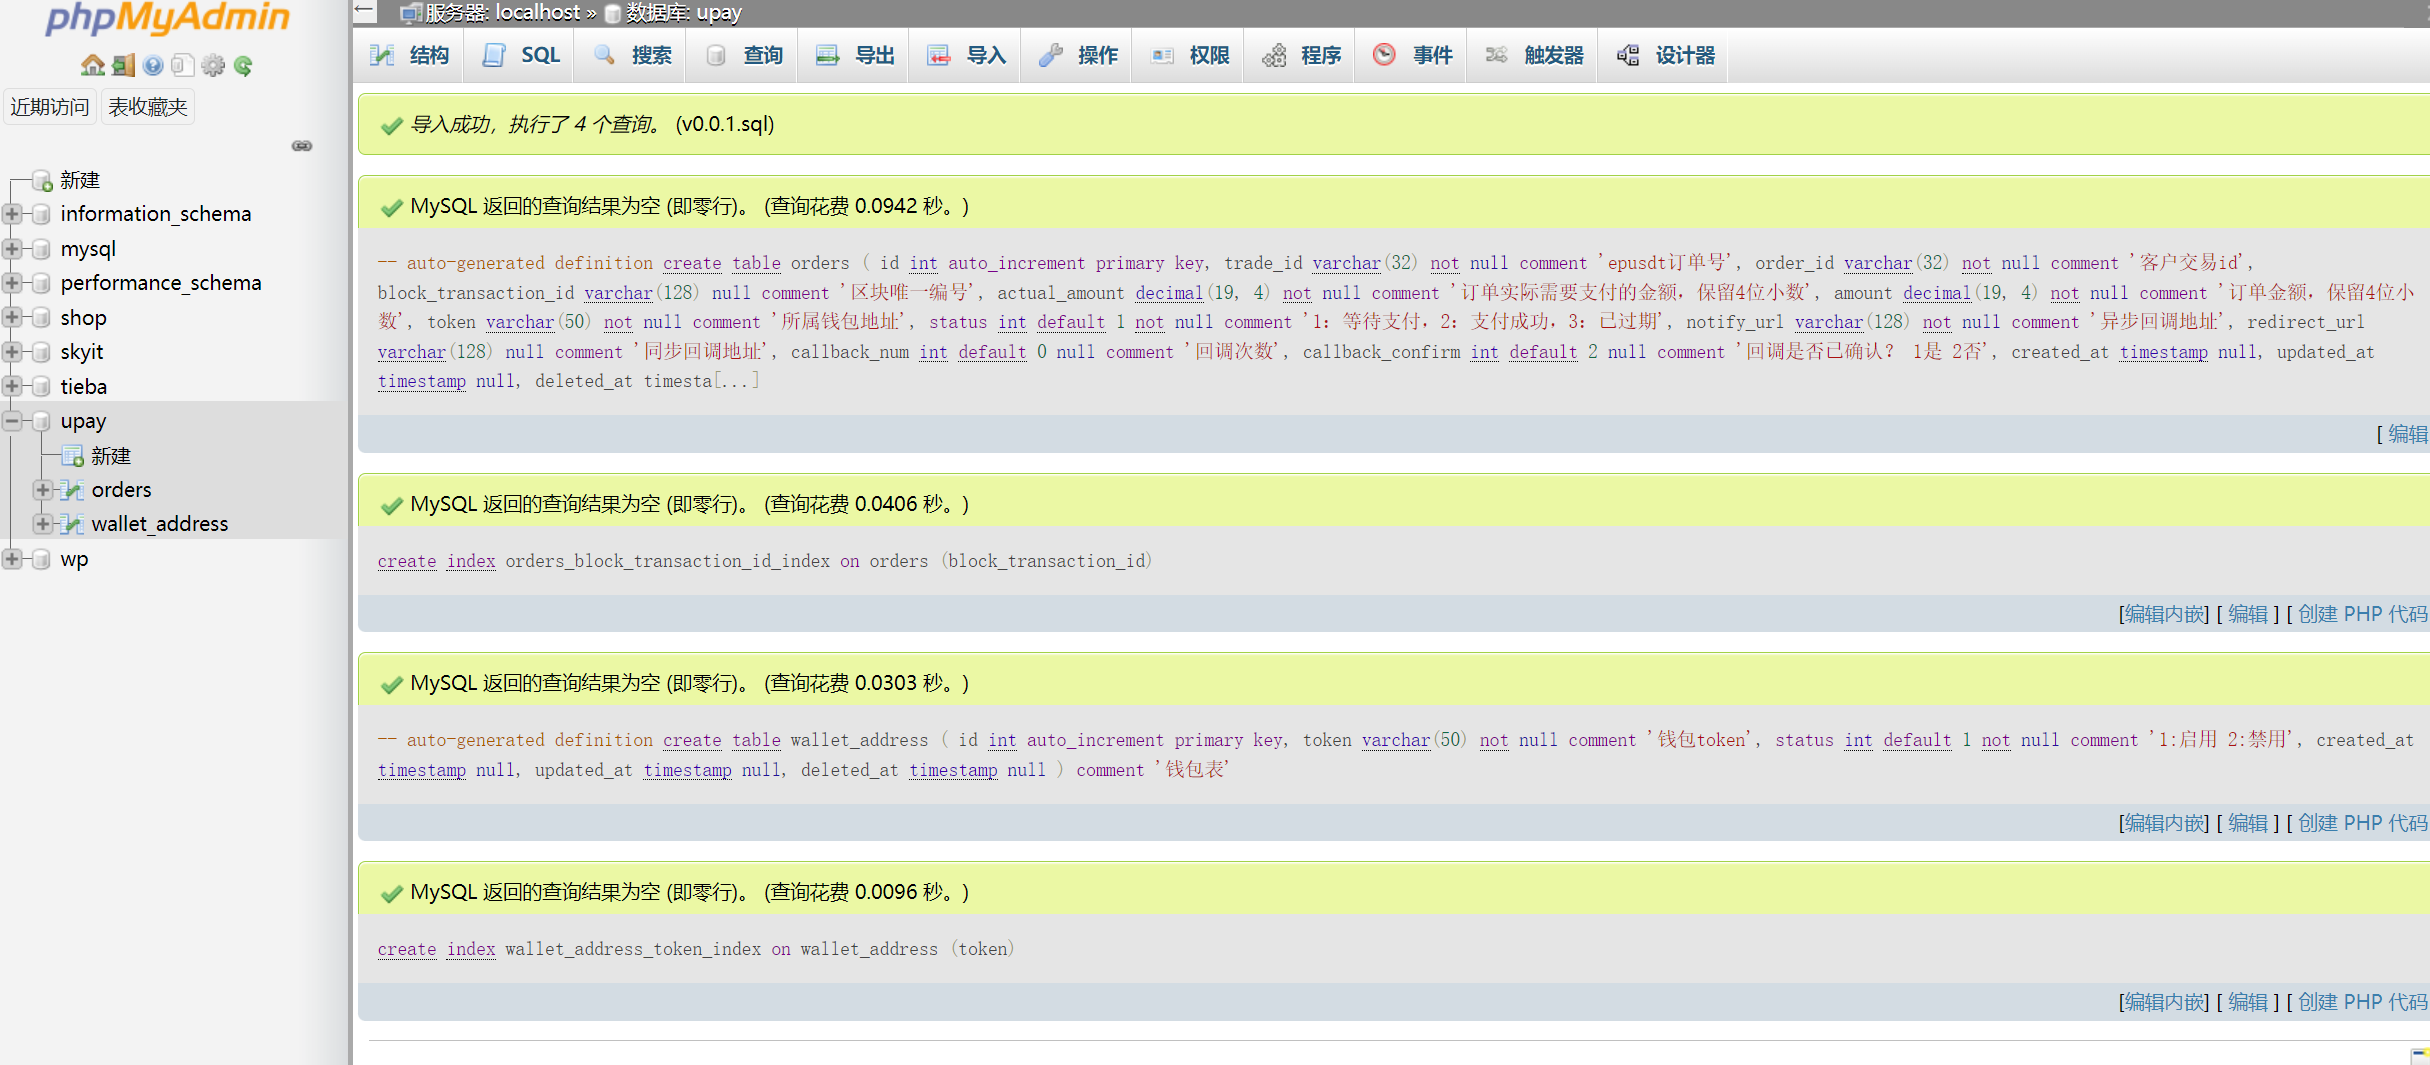 phpMyAdmin
近期访问 表收藏夹
新建
information_schema
mysql
performance_schema
shop
skyit
tieba
upay
新建
orders
wallet_address
wp
服务器: localhost » 数据库: upay
结构 SQL 搜索 查询 导出 导入 操作 权限 程序 事件 触发器 设计器
导入成功，执行了 4 个查询。 (v0.0.1.sql)
MySQL 返回的查询结果为空 (即零行)。 (查询花费 0.0942 秒。)
-- auto-generated definition create table orders ( id int auto_increment primary key, trade_id varchar(32) not null comment 'epusdt订单号', order_id varchar(32) not null comment '客户交易id',
block_transaction_id varchar(128) null comment '区块唯一编号', actual_amount decimal(19, 4) not null comment '订单实际需要支付的金额，保留4位小数', amount decimal(19, 4) not null comment '订单金额，保留4位小
数', token varchar(50) not null comment '所属钱包地址', status int default 1 not null comment '1：等待支付，2：支付成功，3：已过期', notify_url varchar(128) not null comment '异步回调地址', redirect_url
varchar(128) null comment '同步回调地址', callback_num int default 0 null comment '回调次数', callback_confirm int default 2 null comment '回调是否已确认？ 1是 2否', created_at timestamp null, updated_at
timestamp null, deleted_at timesta[...]
[ 编辑
MySQL 返回的查询结果为空 (即零行)。 (查询花费 0.0406 秒。)
create index orders_block_transaction_id_index on orders (block_transaction_id)
[编辑内嵌] [ 编辑 ] [ 创建 PHP 代码
MySQL 返回的查询结果为空 (即零行)。 (查询花费 0.0303 秒。)
-- auto-generated definition create table wallet_address ( id int auto_increment primary key, token varchar(50) not null comment '钱包token', status int default 1 not null comment '1:启用 2:禁用', created_at
timestamp null, updated_at timestamp null, deleted_at timestamp null ) comment '钱包表'
[编辑内嵌] [ 编辑 ] [ 创建 PHP 代码
MySQL 返回的查询结果为空 (即零行)。 (查询花费 0.0096 秒。)
create index wallet_address_token_index on wallet_address (token)
[编辑内嵌] [ 编辑 ] [ 创建 PHP 代码